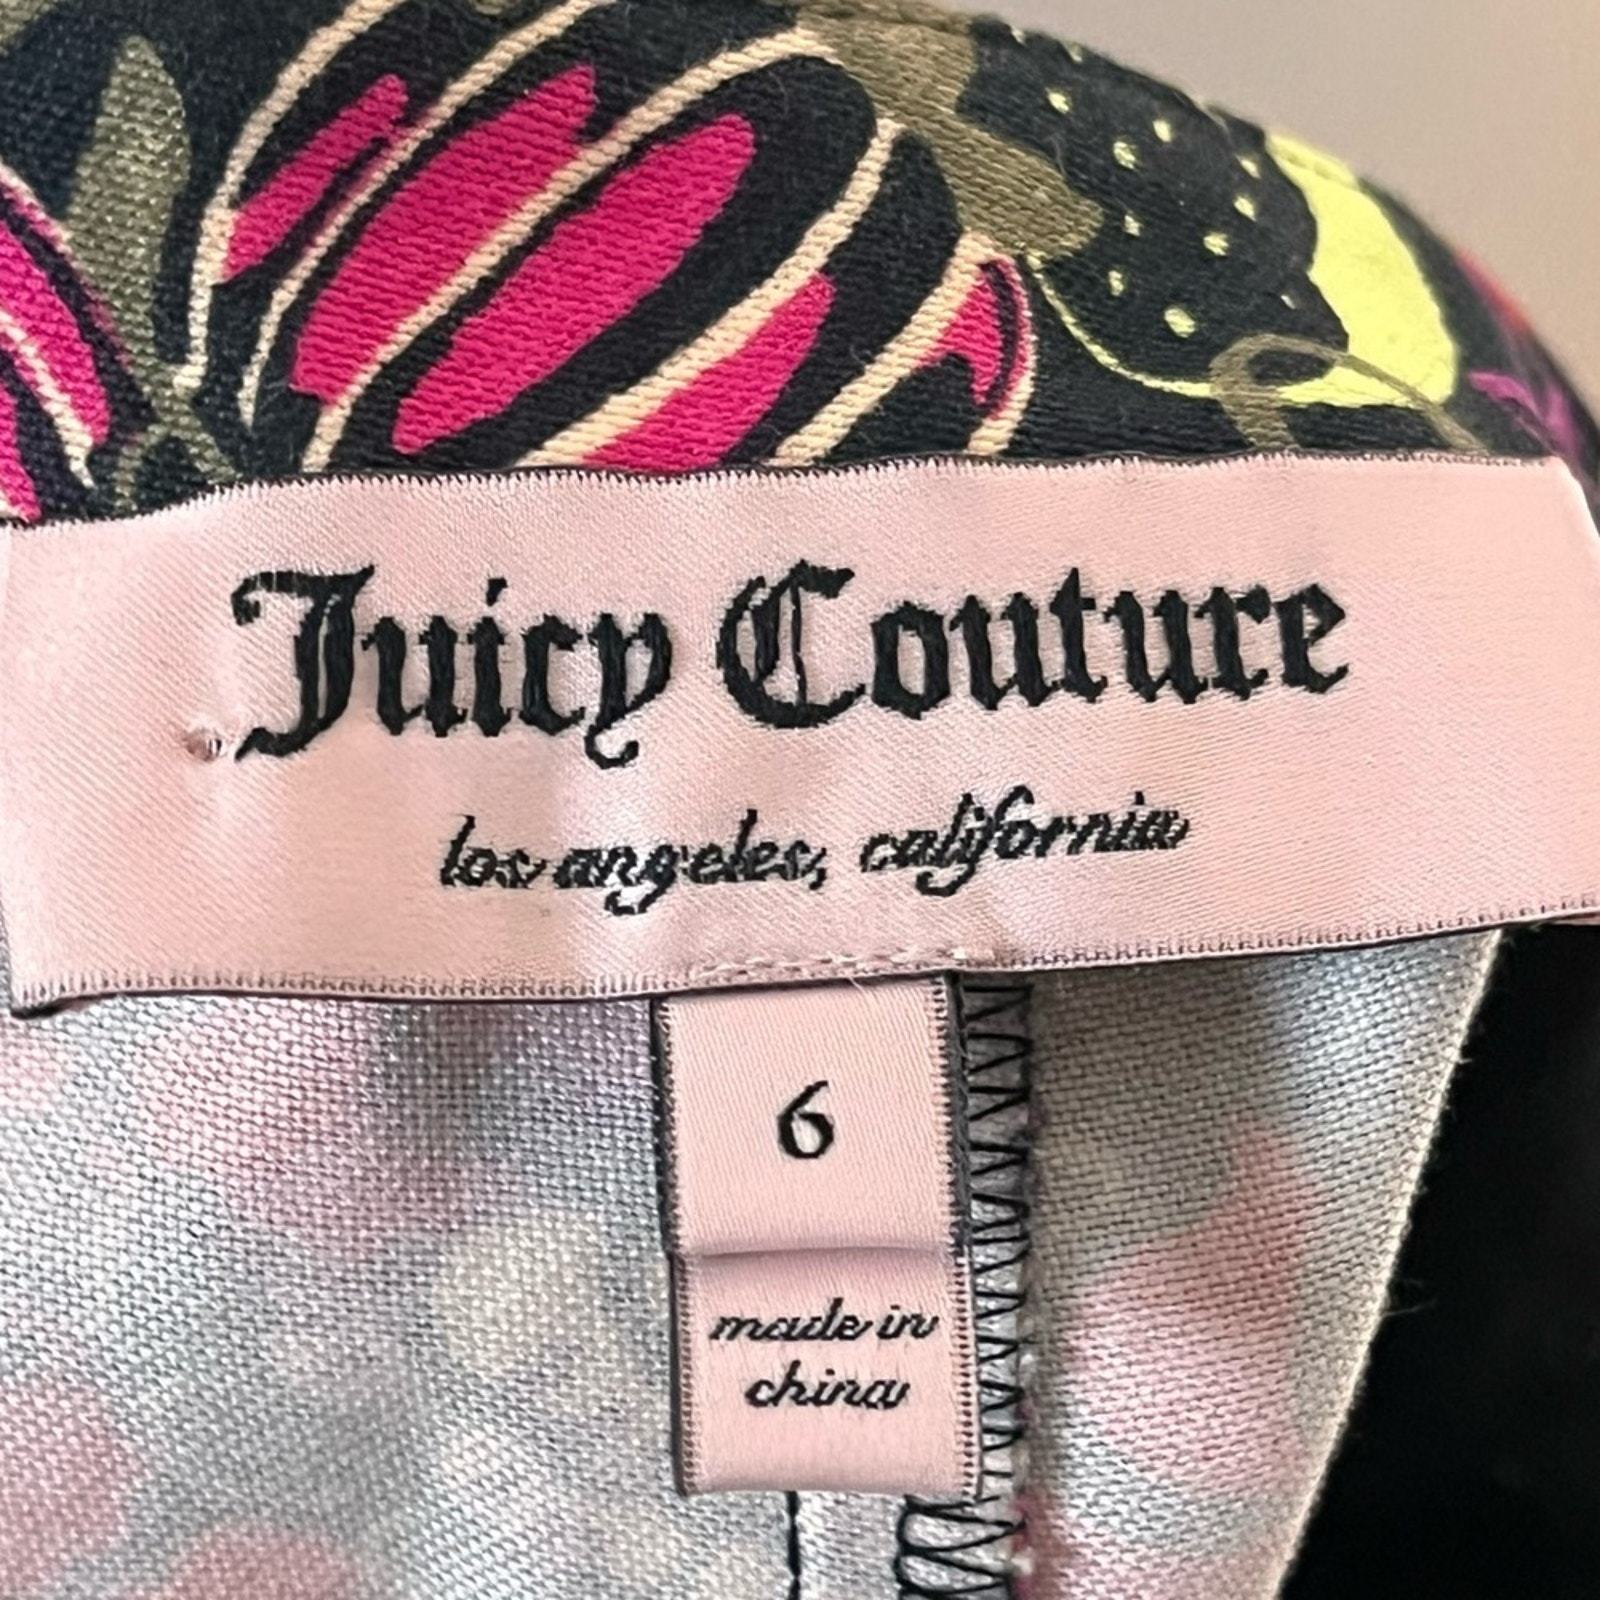 Juicy Couture
los angeles, california
6
made in
china